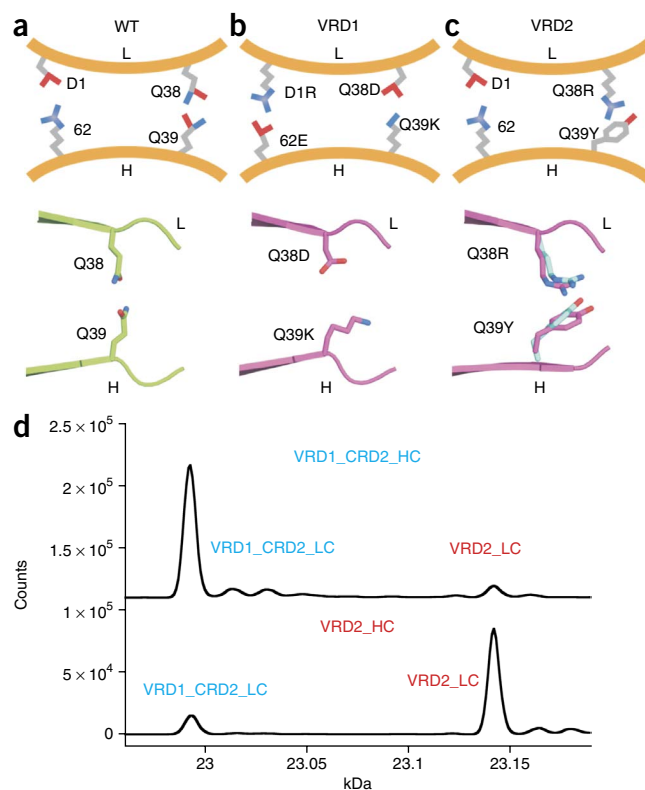 a WT b VRD1 c VRD2
L L L
D1 Q38 D1R Q38D D1 Q38R
62 Q39 62E Q39K 62 Q39Y
H H H
L L L
Q38 Q38D Q38R
Q39 Q39K Q39Y
H H H
d
2.5 × 10⁵
VRD1_CRD2_HC
2 × 10⁵
VRD1_CRD2_LC VRD2_LC
1.5 × 10⁵
Counts
1 × 10⁵
VRD2_HC
VRD1_CRD2_LC VRD2_LC
5 × 10⁴
0
23 23.05 23.1 23.15
kDa